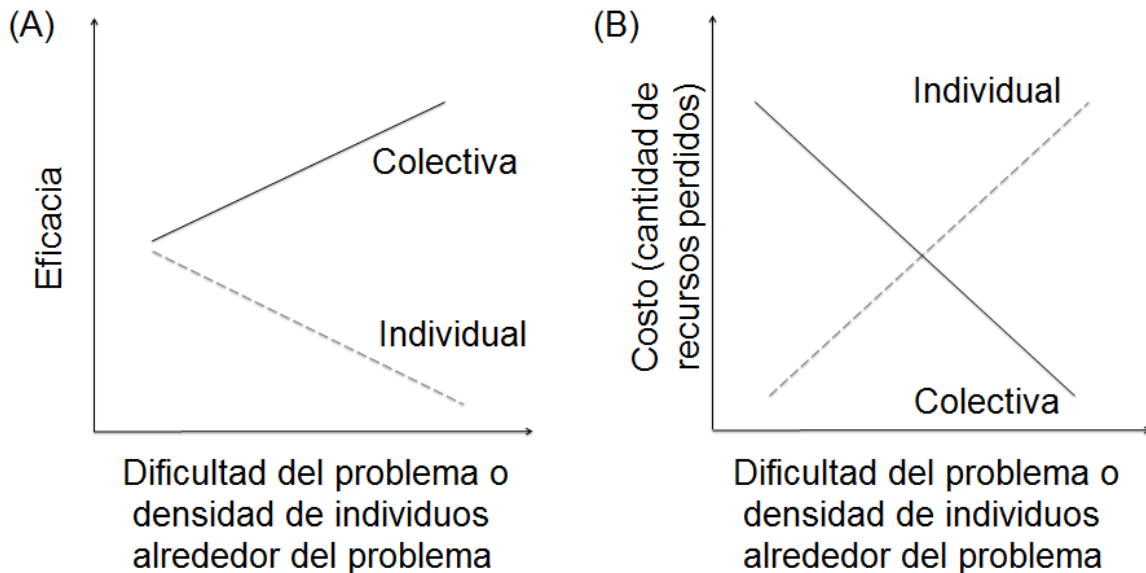 (A)
Eficacia
Colectiva
Individual
Dificultad del problema o
densidad de individuos
alrededor del problema
(B)
Costo (cantidad de
recursos perdidos)
Individual
Colectiva
Dificultad del problema o
densidad de individuos
alrededor del problema